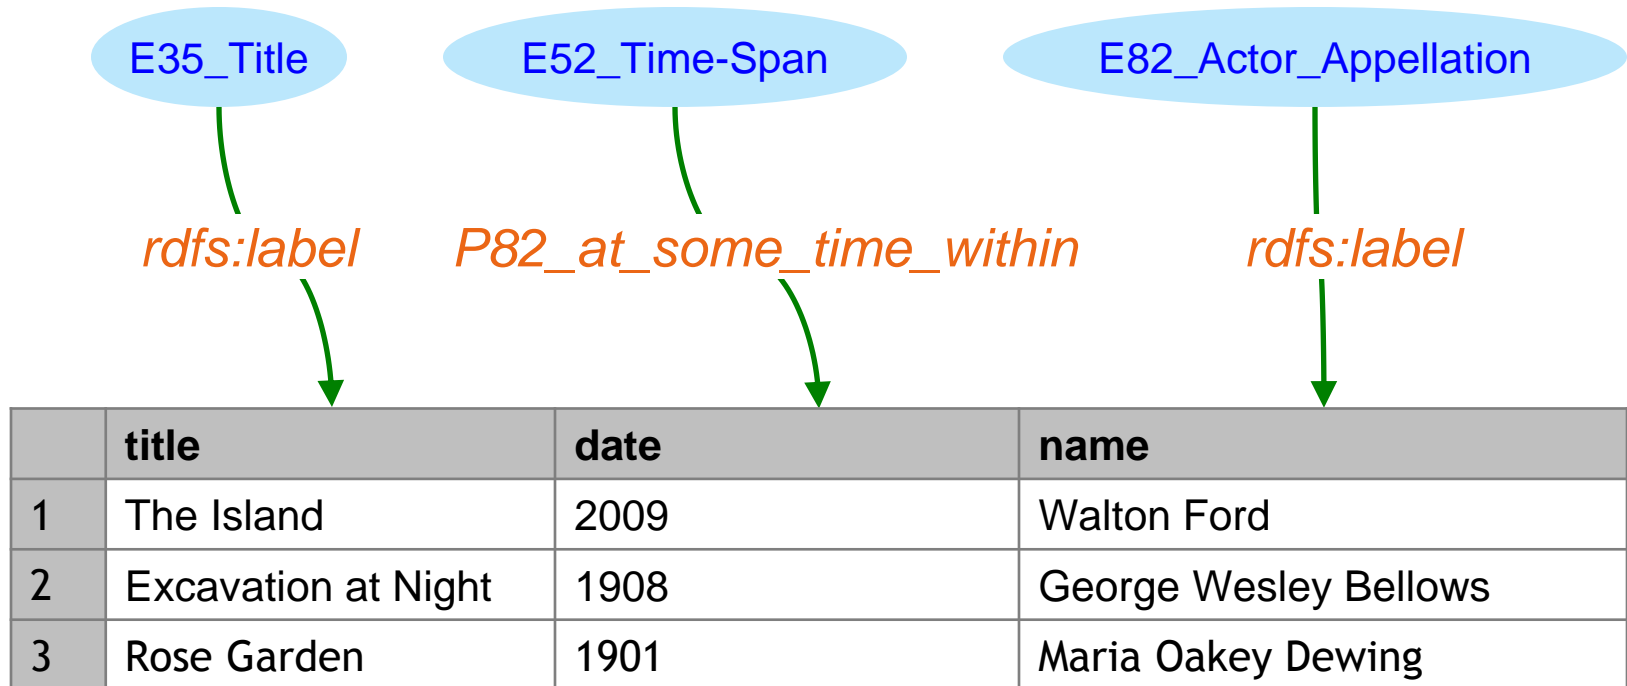 E35_Title E52_Time-Span E82_Actor_Appellation
rdfs:label P82_at_some_time_within rdfs:label
title date name
1 The Island 2009 Walton Ford
2 Excavation at Night 1908 George Wesley Bellows
3 Rose Garden 1901 Maria Oakey Dewing